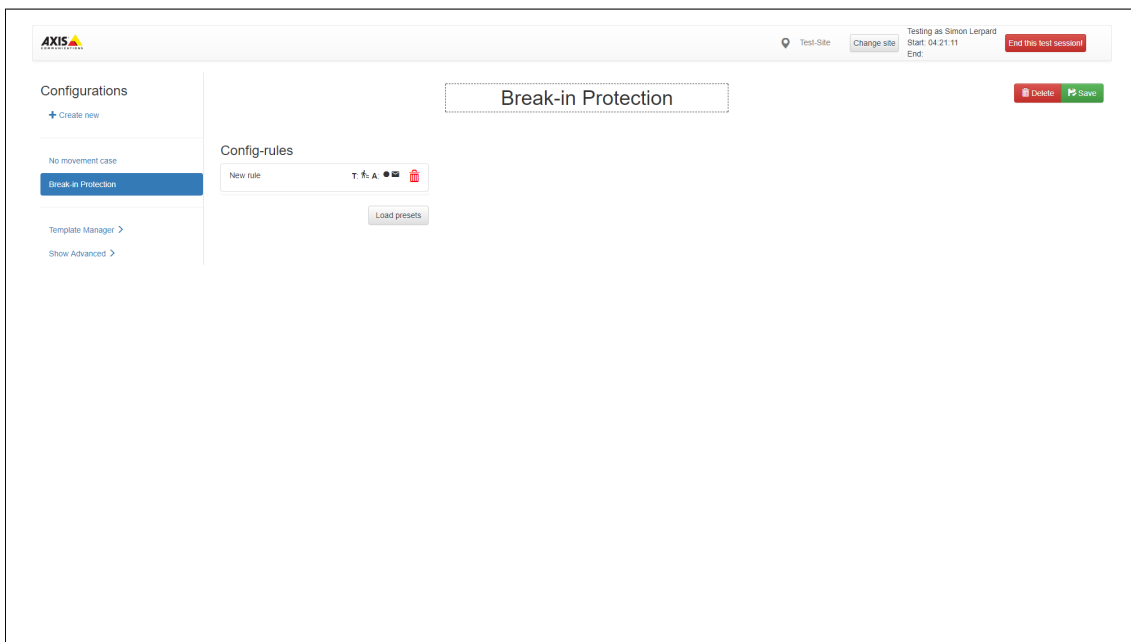 AXIS
COMMUNICATIONS
Test-Site
Change site
Testing as Simon Lerpard
Start: 04:21:11
End:
End this test session!
Configurations
Create new
No movement case
Break-in Protection
Template Manager
Show Advanced
Break-in Protection
Delete
Save
Config-rules
New rule
T: A:
Load presets